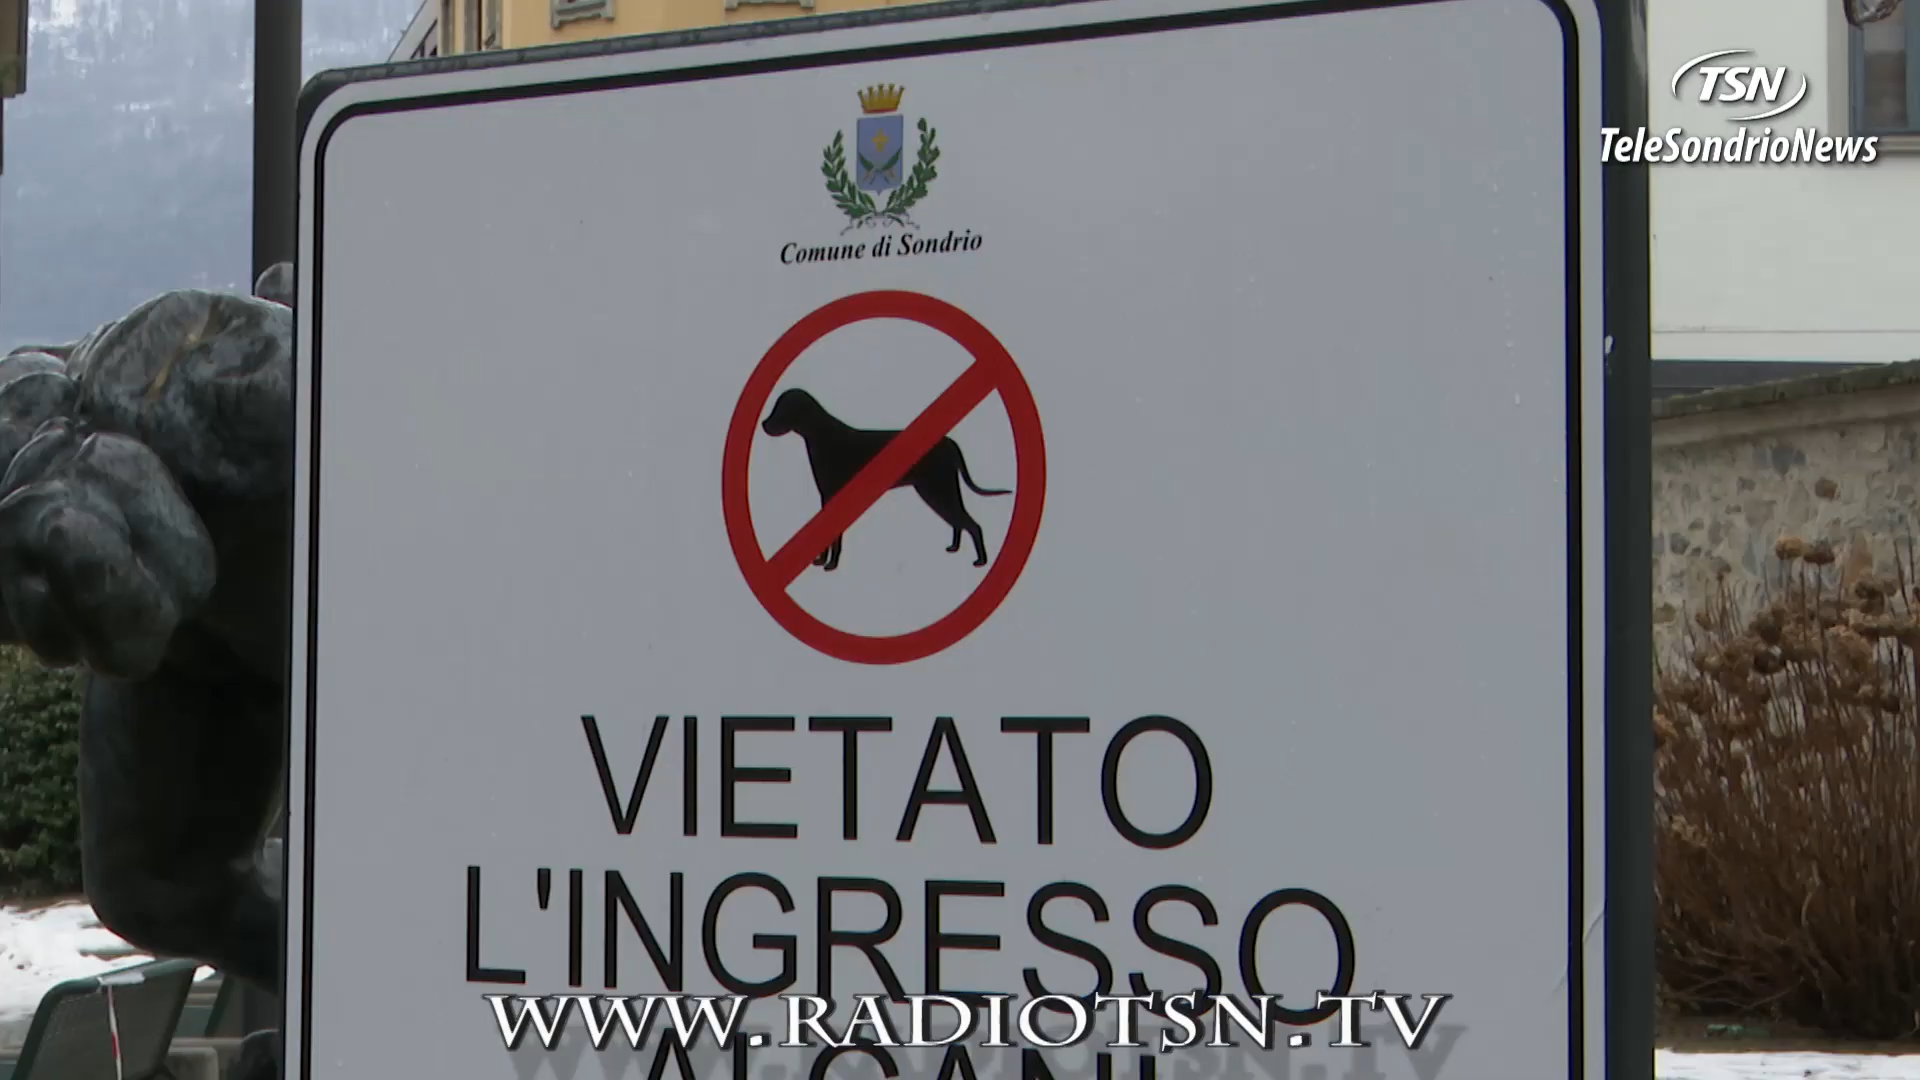 TSN
TeleSondrioNews
Comune di Sondrio
VIETATO
L'INGRESSO
AI CANI
WWW.RADIOTSN.TV